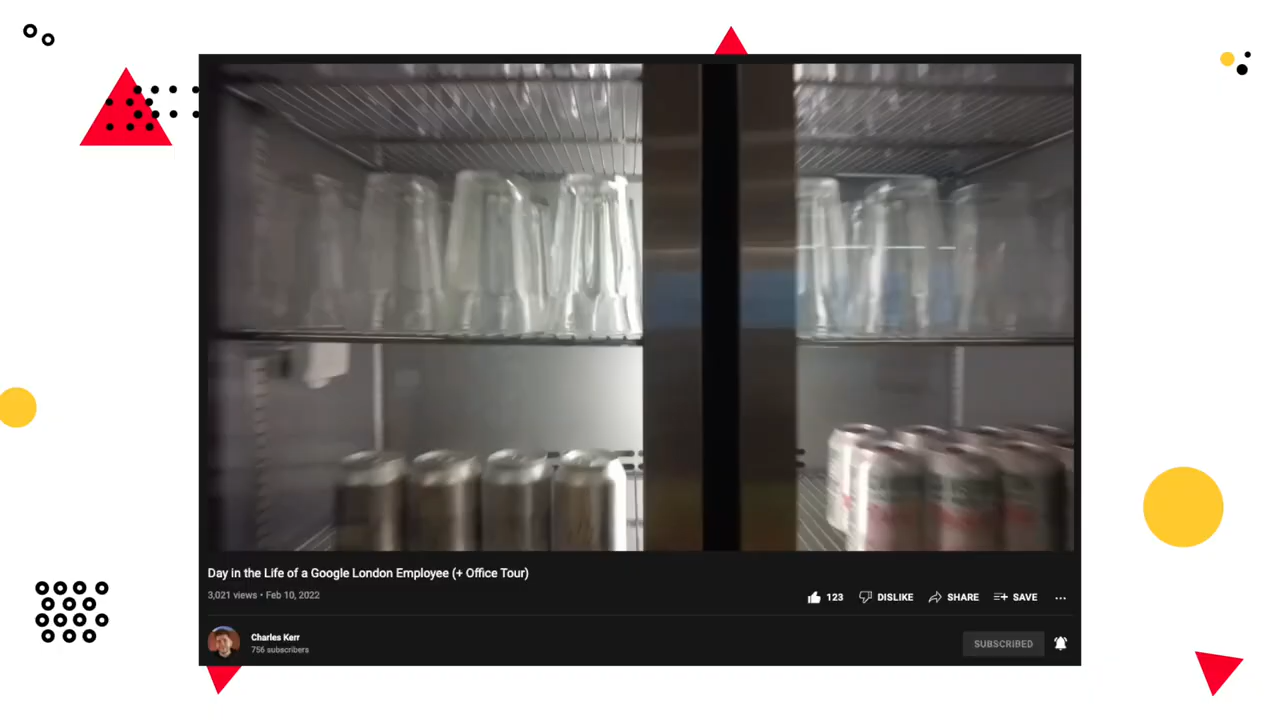 Day in the Life of a Google London Employee (+ Office Tour)
3,021 views • Feb 10, 2022
123 DISLIKE SHARE SAVE ...
Charles Kerr
756 subscribers
SUBSCRIBED